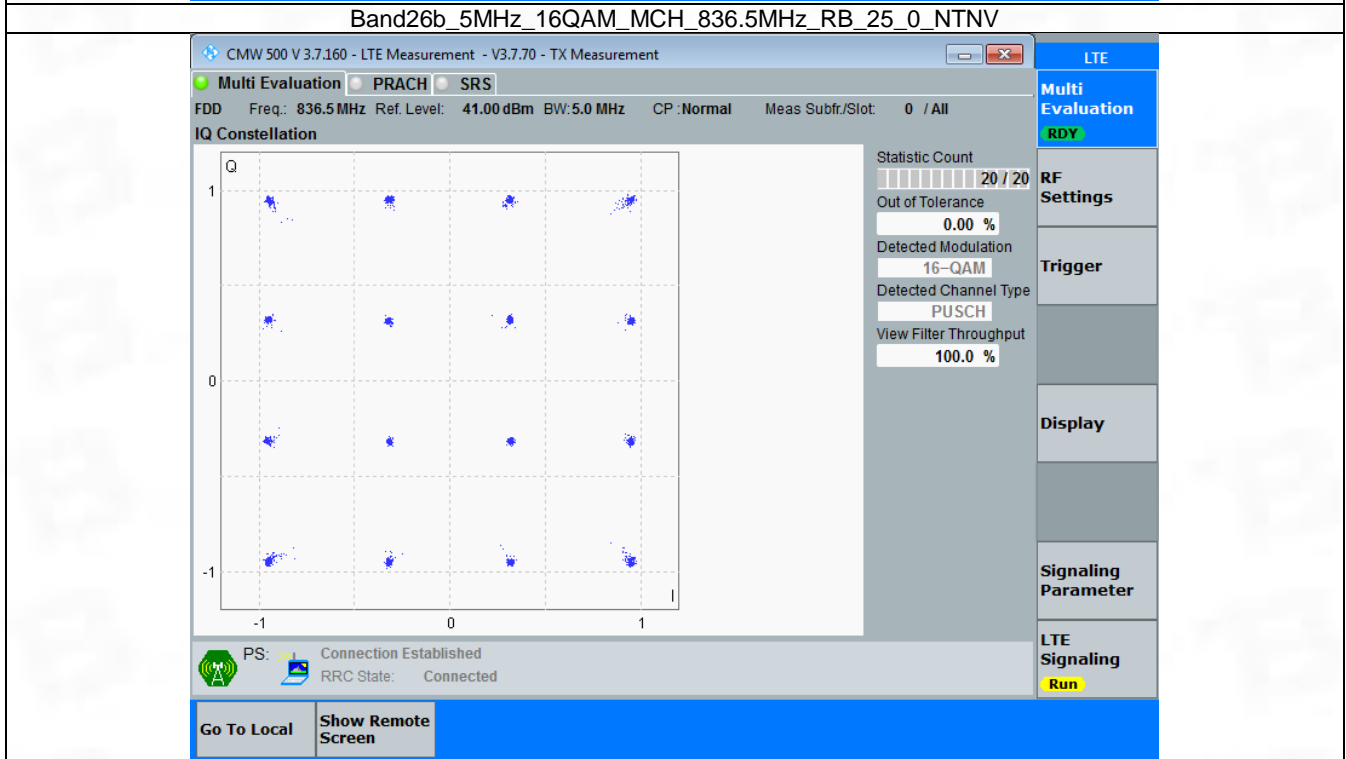 Band26b_5MHz_16QAM_MCH_836.5MHz_RB_25_0_NTNV
CMW 500 V 3.7.160 - LTE Measurement - V3.7.70 - TX Measurement
LTE
Multi Evaluation PRACH SRS
FDD Freq.: 836.5 MHz Ref. Level: 41.00 dBm BW: 5.0 MHz CP : Normal Meas Subfr./Slot: 0 / All
IQ Constellation
Q
1
0
-1
I
-1 0 1
Statistic Count
20 / 20
Out of Tolerance
0.00 %
Detected Modulation
16-QAM
Detected Channel Type
PUSCH
View Filter Throughput
100.0 %
Multi
Evaluation
RDY
RF
Settings
Trigger
Display
Signaling
Parameter
LTE
Signaling
Run
PS: Connection Established
RRC State: Connected
Go To Local
Show Remote
Screen